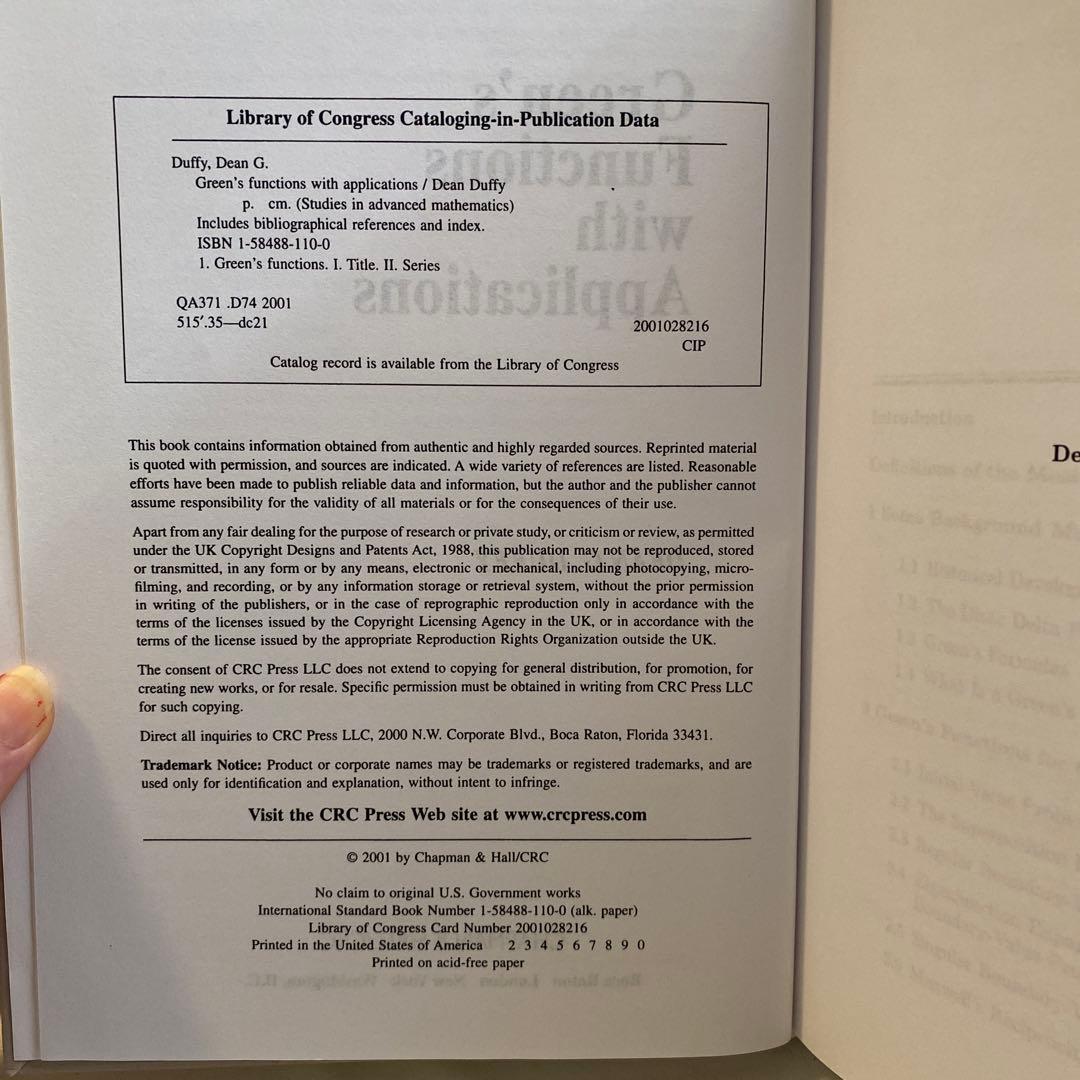 Library of Congress Cataloging-in-Publication Data
Duffy, Dean G.
Green's functions with applications / Dean Duffy
p. cm. (Studies in advanced mathematics)
Includes bibliographical references and index.
ISBN 1-58488-110-0
1. Green's functions. I. Title. II. Series
QA371 .D74 2001
515′.35—dc21
2001028216
CIP
Catalog record is available from the Library of Congress
This book contains information obtained from authentic and highly regarded sources. Reprinted material
is quoted with permission, and sources are indicated. A wide variety of references are listed. Reasonable
efforts have been made to publish reliable data and information, but the author and the publisher cannot
assume responsibility for the validity of all materials or for the consequences of their use.
Apart from any fair dealing for the purpose of research or private study, or criticism or review, as permitted
under the UK Copyright Designs and Patents Act, 1988, this publication may not be reproduced, stored
or transmitted, in any form or by any means, electronic or mechanical, including photocopying, micro-
filming, and recording, or by any information storage or retrieval system, without the prior permission
in writing of the publishers, or in the case of reprographic reproduction only in accordance with the
terms of the licenses issued by the Copyright Licensing Agency in the UK, or in accordance with the
terms of the license issued by the appropriate Reproduction Rights Organization outside the UK.
The consent of CRC Press LLC does not extend to copying for general distribution, for promotion, for
creating new works, or for resale. Specific permission must be obtained in writing from CRC Press LLC
for such copying.
Direct all inquiries to CRC Press LLC, 2000 N.W. Corporate Blvd., Boca Raton, Florida 33431.
Trademark Notice: Product or corporate names may be trademarks or registered trademarks, and are
used only for identification and explanation, without intent to infringe.
Visit the CRC Press Web site at www.crcpress.com
© 2001 by Chapman & Hall/CRC
No claim to original U.S. Government works
International Standard Book Number 1-58488-110-0 (alk. paper)
Library of Congress Card Number 2001028216
Printed in the United States of America 2 3 4 5 6 7 8 9 0
Printed on acid-free paper
Green's
Functions
with
Applications
De
Introduction